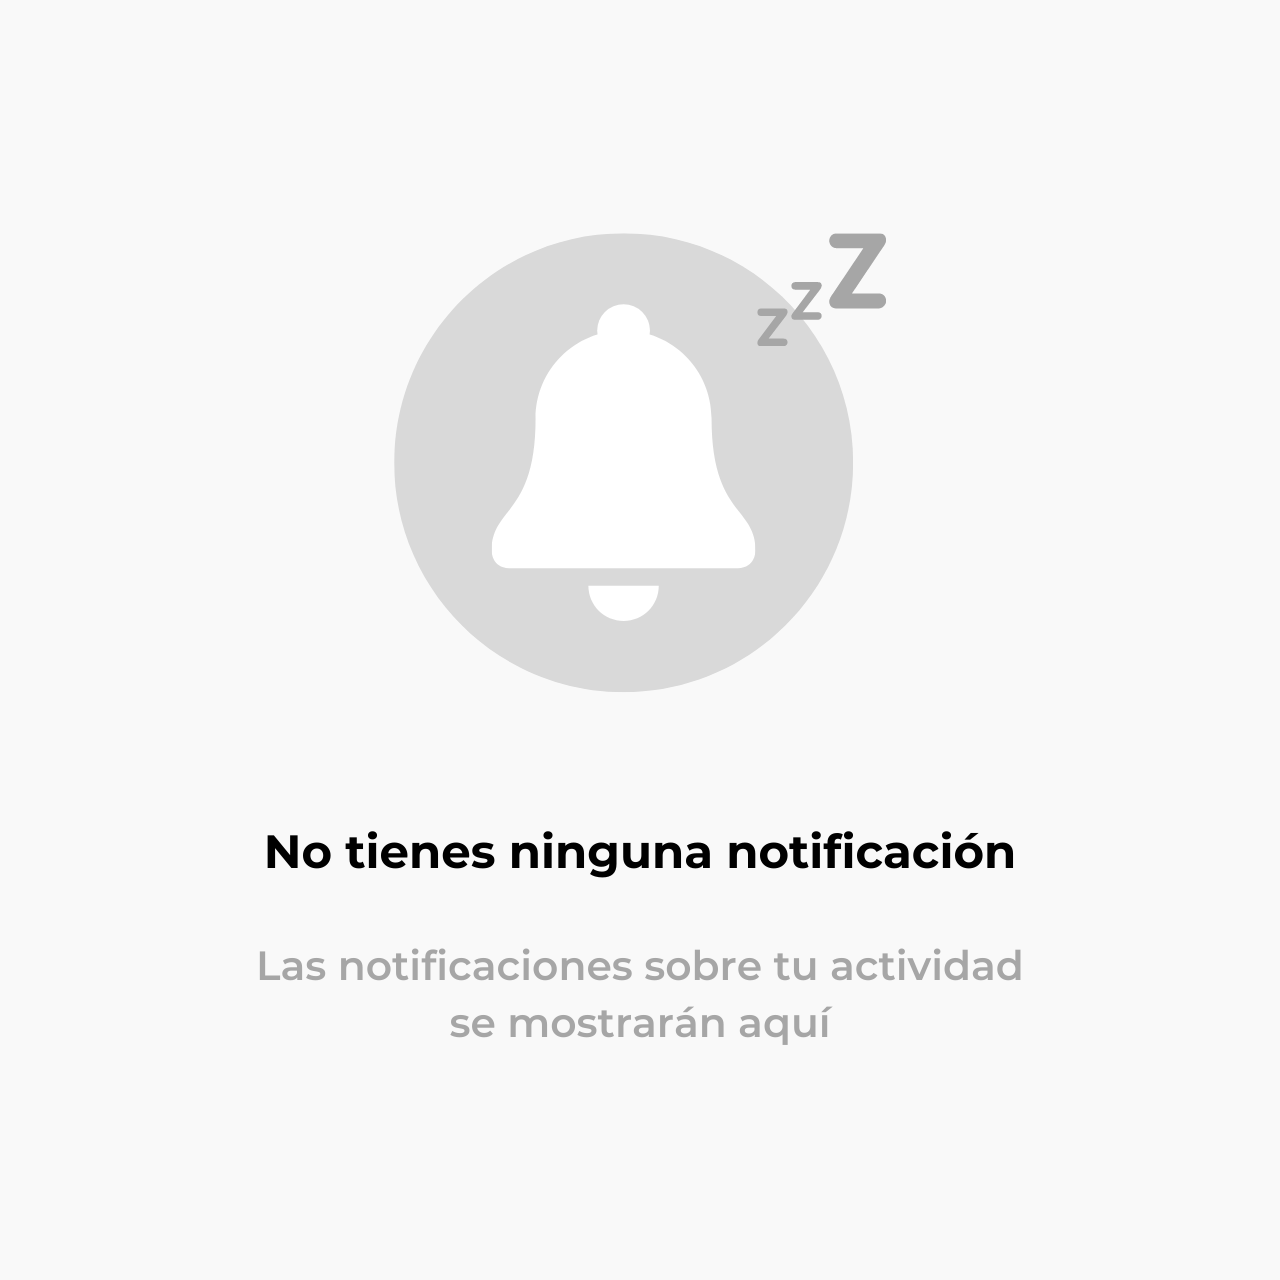 z z Z
No tienes ninguna notificación
Las notificaciones sobre tu actividad
se mostrarán aquí